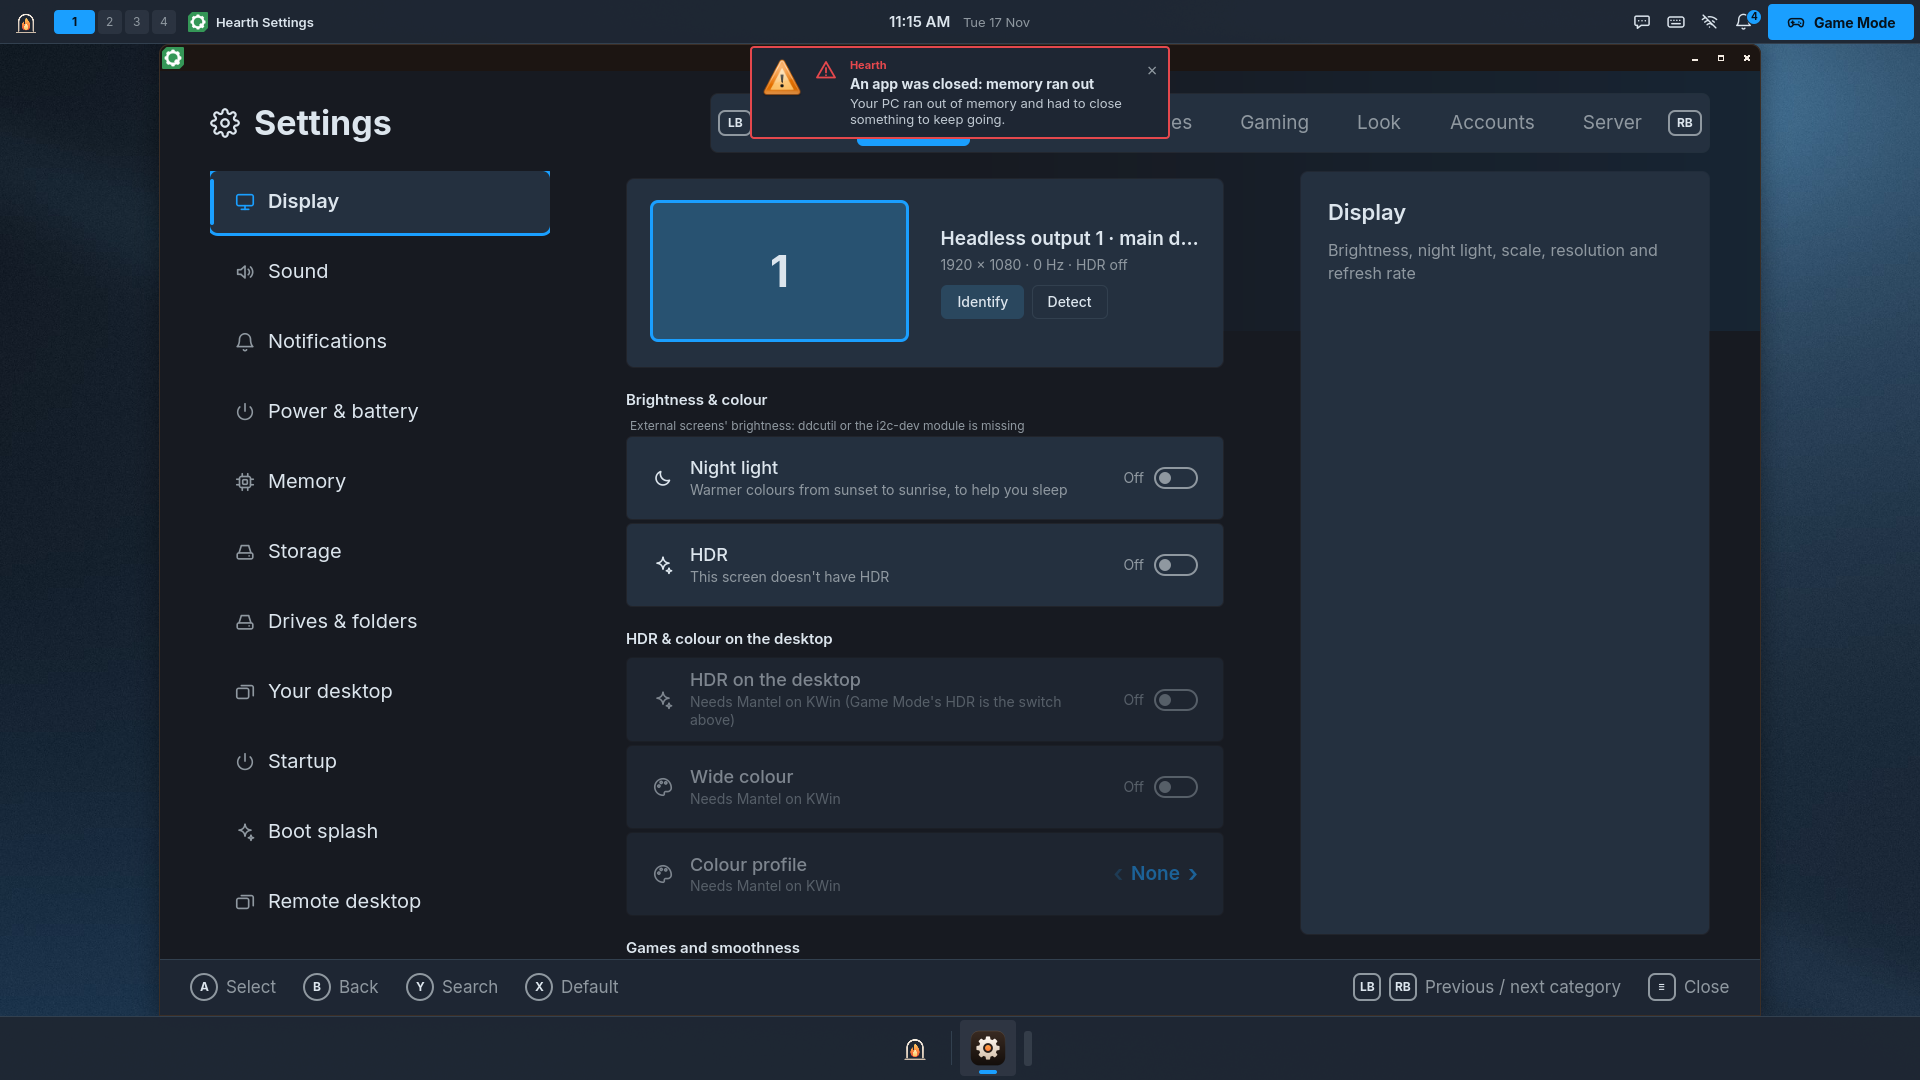 1 2 3 4 Hearth Settings
11:15 AM Tue 17 Nov
4
Game Mode
Hearth
An app was closed: memory ran out
Your PC ran out of memory and had to close
something to keep going.
Settings
LB
Gaming Look Accounts Server RB
Display
Sound
Notifications
Power & battery
Memory
Storage
Drives & folders
Your desktop
Startup
Boot splash
Remote desktop
1
Headless output 1 · main d...
1920 × 1080 · 0 Hz · HDR off
Identify Detect
Brightness & colour
External screens' brightness: ddcutil or the i2c-dev module is missing
Night light
Warmer colours from sunset to sunrise, to help you sleep
Off
HDR
This screen doesn't have HDR
Off
HDR & colour on the desktop
HDR on the desktop
Needs Mantel on KWin (Game Mode's HDR is the switch
above)
Off
Wide colour
Needs Mantel on KWin
Off
Colour profile
Needs Mantel on KWin
None
Games and smoothness
Display
Brightness, night light, scale, resolution and
refresh rate
A Select B Back Y Search X Default
LB RB Previous / next category Close